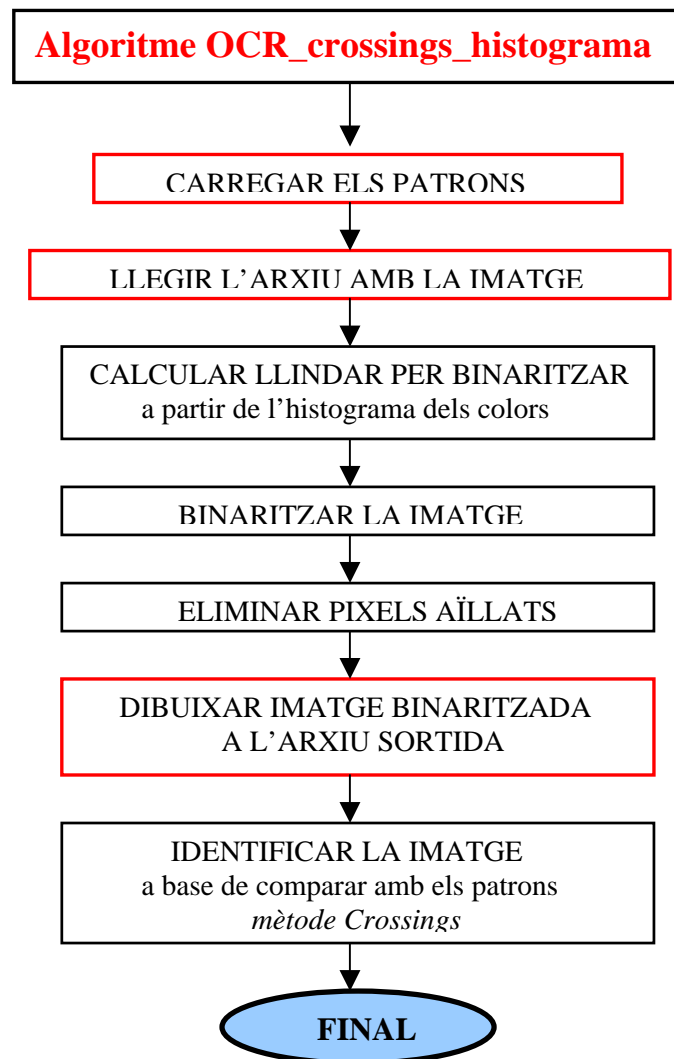 Algoritme OCR_crossings_histograma
CARREGAR ELS PATRONS
LLEGIR L’ARXIU AMB LA IMATGE
CALCULAR LLINDAR PER BINARITZAR
a partir de l’histograma dels colors
BINARITZAR LA IMATGE
ELIMINAR PIXELS AÏLLATS
DIBUIXAR IMATGE BINARITZADA
A L’ARXIU SORTIDA
IDENTIFICAR LA IMATGE
a base de comparar amb els patrons
mètode Crossings
FINAL